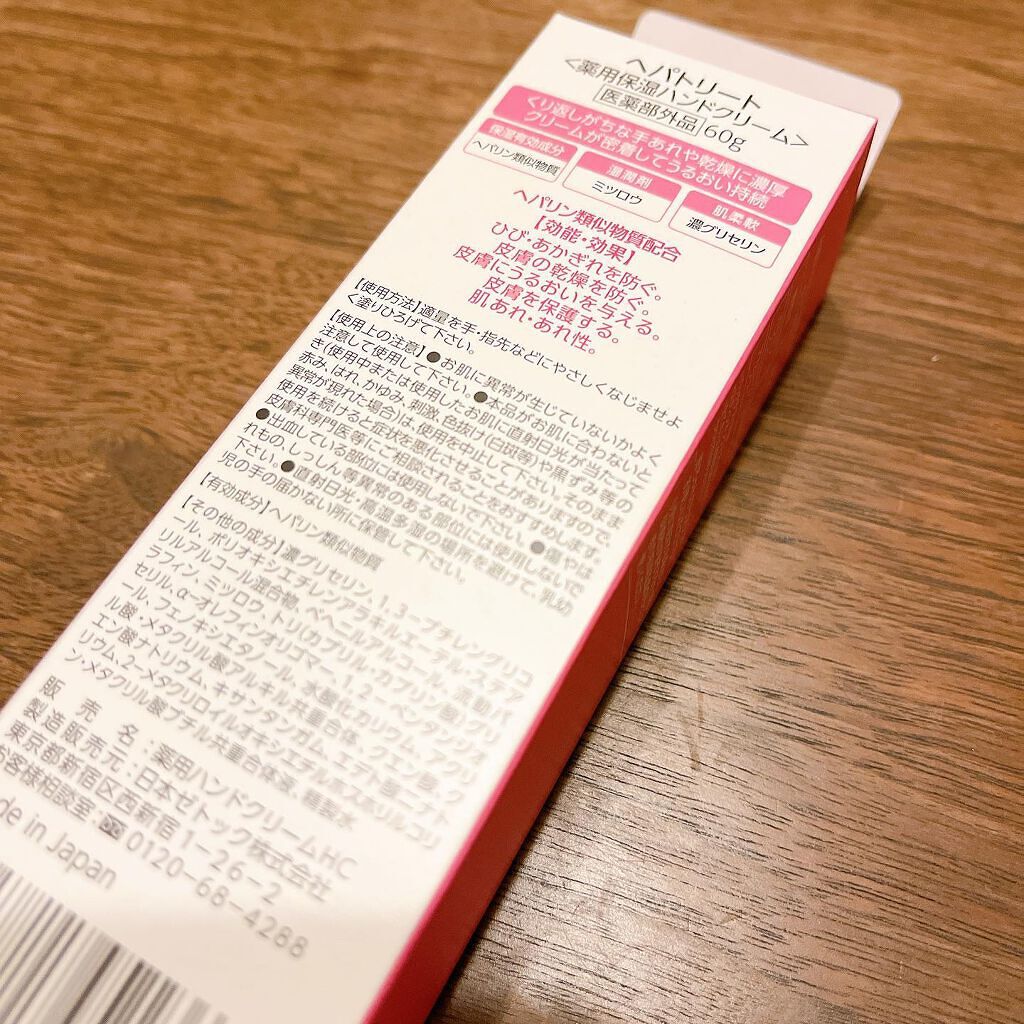 ヘパトリート
<薬用保湿ハンドクリーム>
医薬部外品 60g
くり返しがちな手あれや乾燥に濃厚
クリームが密着してうるおい持続
保湿有効成分
ヘパリン類似物質
湿潤剤
ミツロウ
肌柔軟
濃グリセリン
ヘパリン類似物質配合
【効能・効果】
ひび・あかぎれを防ぐ。
皮膚の乾燥を防ぐ。
皮膚にうるおいを与える。
皮膚を保護する。
肌あれ・あれ性。
【使用方法】適量を手・指先などにやさしくなじませよ
く塗りひろげて下さい。
【使用上の注意】●お肌に異常が生じていないかよく
注意して使用して下さい。●本品がお肌に合わないと
き(使用中または使用したお肌に直射日光が当たって
赤み、はれ、かゆみ、刺激、色抜け(白斑等)や黒ずみ等の
異常が現れた場合)は、使用を中止して下さい。そのまま
使用を続けると症状を悪化させることがありますので、
皮膚科専門医等にご相談されることをおすすめします。
●出血している部位には使用しないで下さい。●傷やは
れもの、しっしん等異常のある部位には使用しないで
下さい。●直射日光・高温多湿の場所を避けて、乳幼
児の手の届かない所に保管して下さい。
【有効成分】ヘパリン類似物質
【その他の成分】濃グリセリン、1,3-ブチレングリコ
ール、ポリオキシエチレンアラキルエーテル・ステア
リルアルコール混合物、ベヘニルアルコール、流動パ
ラフィン、ミツロウ、トリ(カプリル・カプリン酸)グリ
セリル、α-オレフィンオリゴマー、1,2-ペンタンジオ
ール、フェノキシエタノール、水酸化カリウム、アクリ
ル酸・メタクリル酸アルキル共重合体、クエン酸、ク
エン酸ナトリウム、キサンタンガム、エデト酸二ナト
リウム、2-メタクリロイルオキシエチルホスホリルコリ
ン・メタクリル酸ブチル共重合体液、精製水
販売名:薬用ハンドクリームHC
製造販売元:日本ゼトック株式会社
東京都新宿区西新宿1-26-2
お客様相談室:0120-68-4288
de in Japan